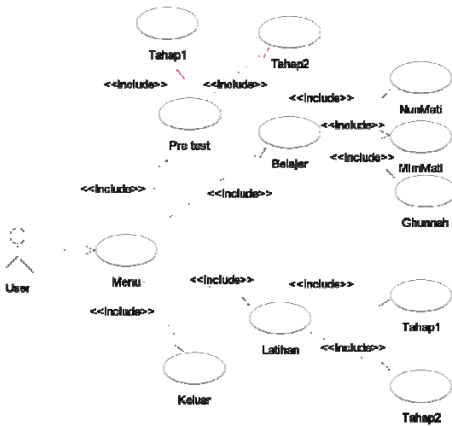 Tahap1
Tahap2
<<Include>>
<<Include>>
Pre test
<<Include>>
NunMati
<<Include>>
Belajar
MimMati
<<Include>>
Ghunnah
<<Include>>
<<Include>>
User
Menu
<<Include>>
<<Include>>
<<Include>>
Latihan
Tahap1
<<Include>>
Keluar
Tahap2